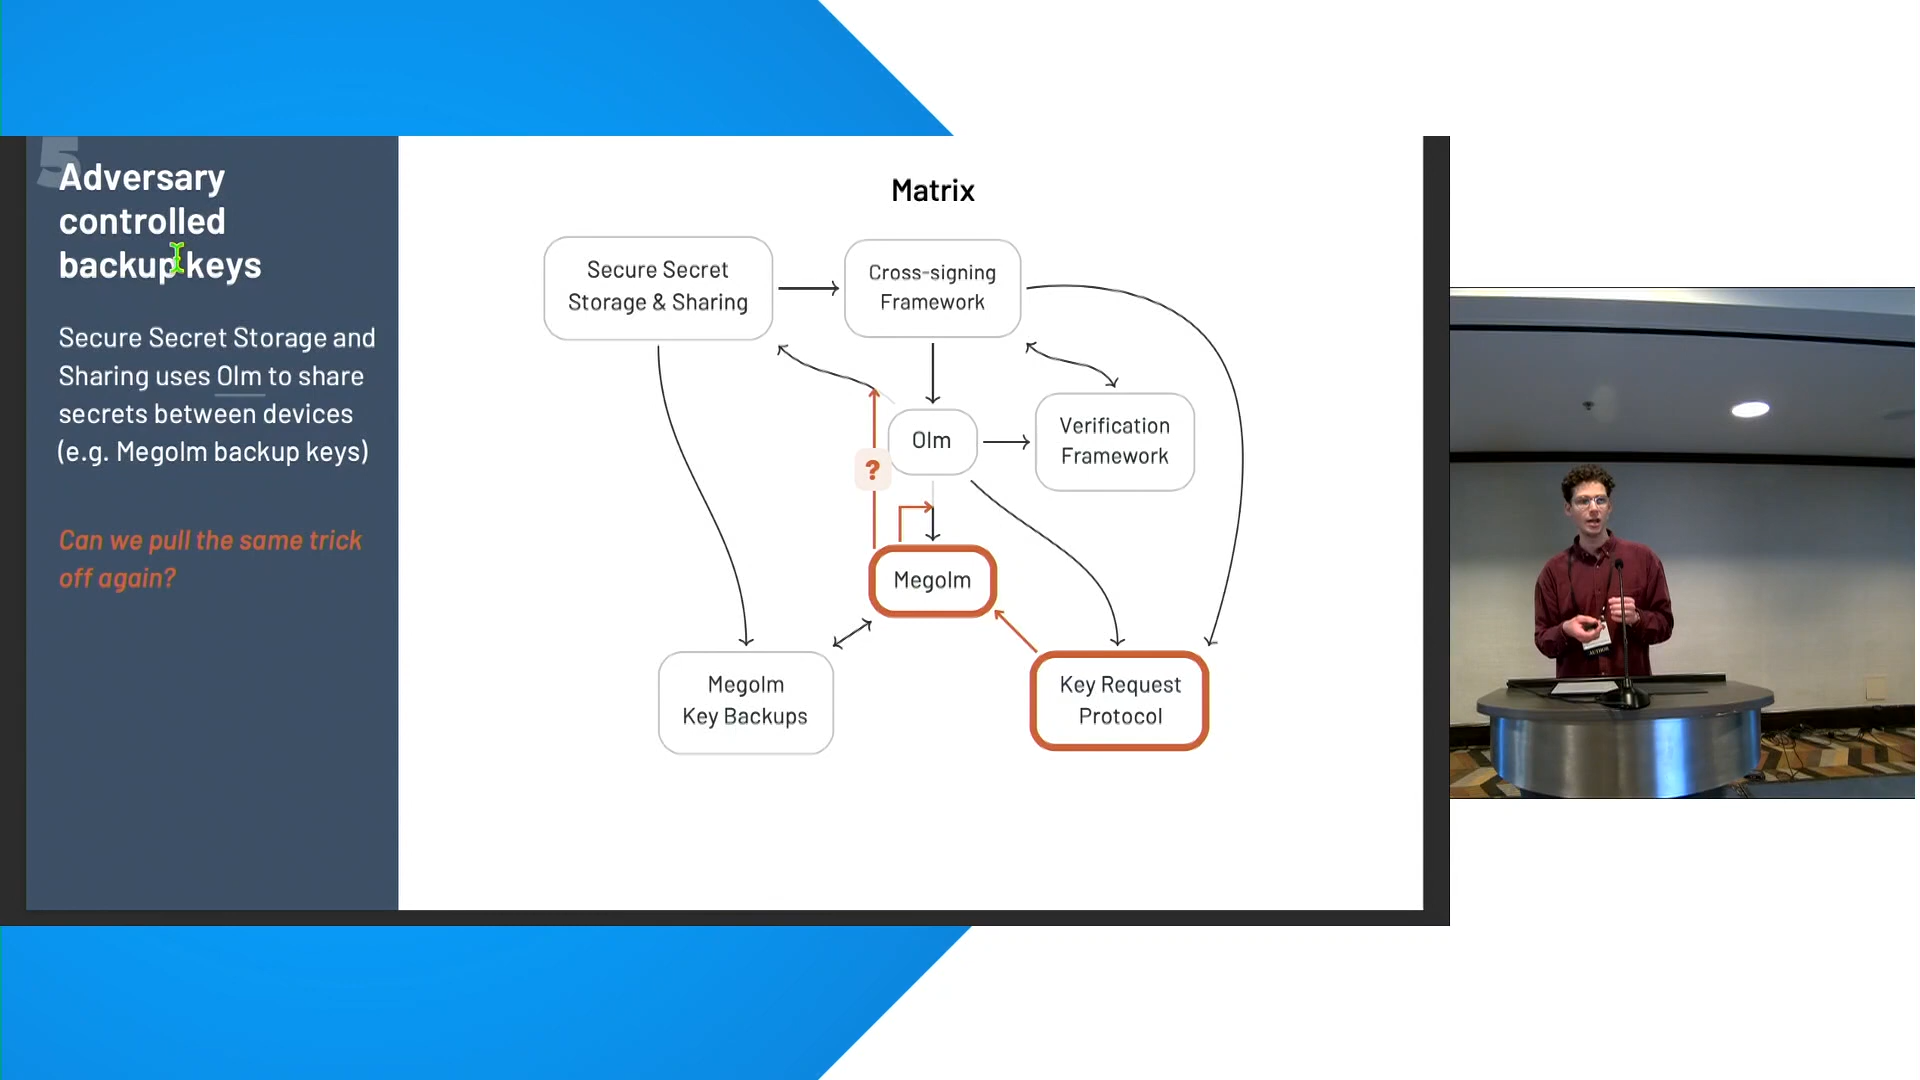 5
Adversary
controlled
backup keys
Secure Secret Storage and
Sharing uses Olm to share
secrets between devices
(e.g. Megolm backup keys)
Can we pull the same trick
off again?
Matrix
Secure Secret
Storage & Sharing
Cross-signing
Framework
Olm
Verification
Framework
?
Megolm
Megolm
Key Backups
Key Request
Protocol
AUTHOR